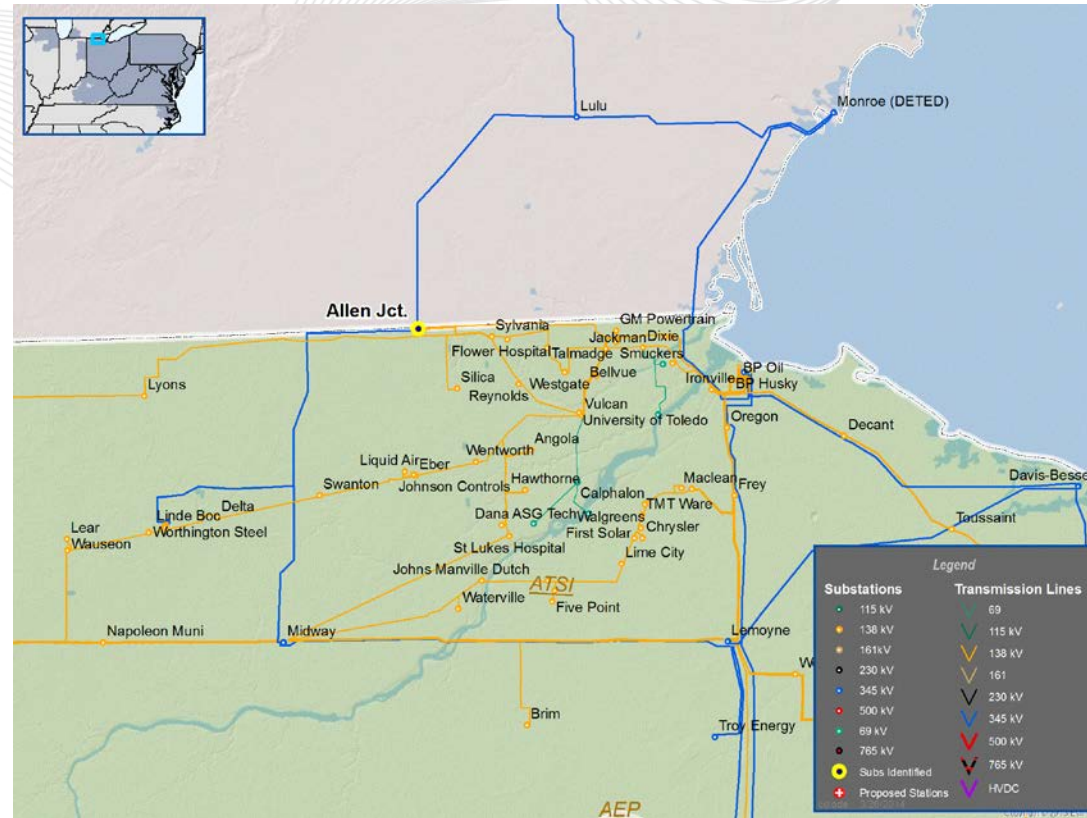 Lulu
Monroe (DETED)
Allen Jct.
GM Powertrain
Sylvania
Jackman Dixie
Flower Hospital Talmadge Smuckers
BP Oil
Bellvue
Ironville
Lyons
Silica
Westgate
BP Husky
Reynolds
Vulcan
University of Toledo
Oregon
Decant
Angola
Wentworth
Liquid Air Eber
Hawthorne
Maclean
Davis-Besse
Swanton
Johnson Controls
Calphalon
Frey
Delta
TMT Ware
Linde Boc
Dana ASG Tech
Walgreens
Toussaint
Lear
Worthington Steel
First Solar
Chrysler
Wauseon
St Lukes Hospital
Lime City
Johns Manville Dutch
ATSI
Waterville
Five Point
Napoleon Muni
Midway
Lemoyne
Brim
Troy Energy
AEP
Legend
Substations
115 kV
138 kV
161kV
230 kV
345 kV
500 kV
69 kV
765 kV
Subs Identified
Proposed Stations
Transmission Lines
69
115 kV
138 kV
161
230 kV
345 kV
500 kV
765 kV
HVDC